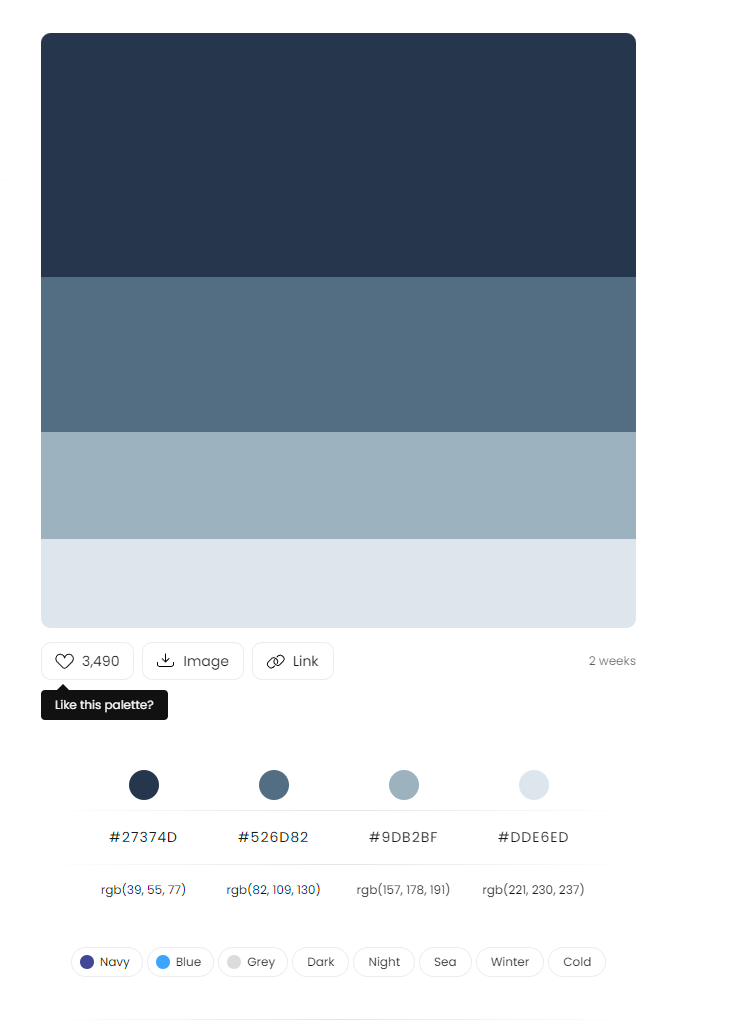 3,490 Image Link 2 weeks
Like this palette?
#27374D #526D82 #9DB2BF #DDE6ED
rgb(39, 55, 77) rgb(82, 109, 130) rgb(157, 178, 191) rgb(221, 230, 237)
Navy Blue Grey Dark Night Sea Winter Cold